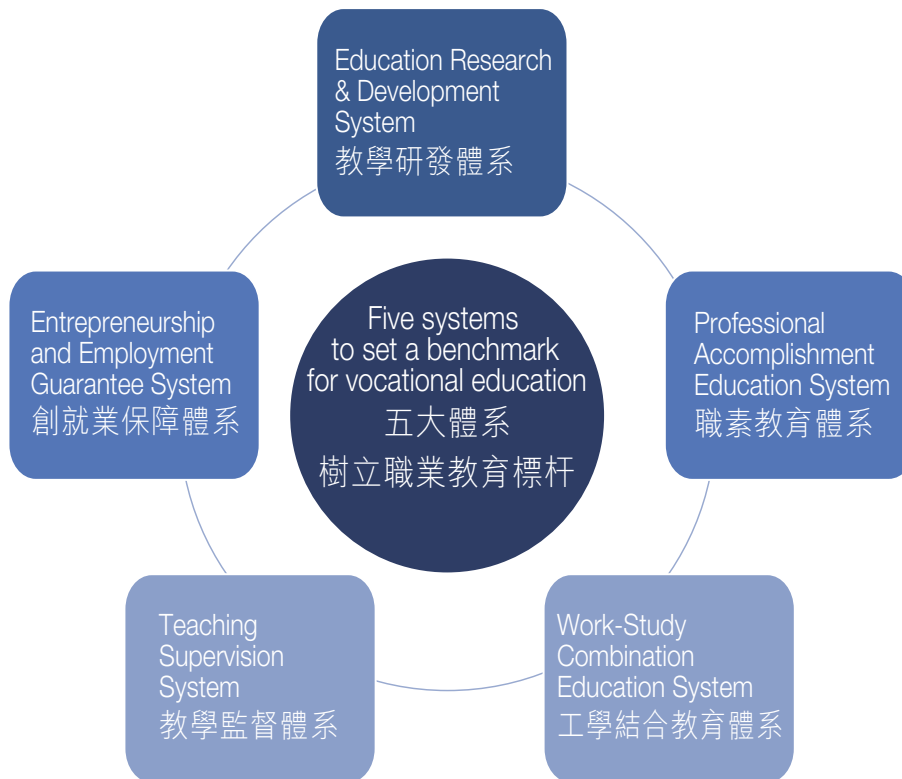 Education Research
& Development
System
教學研發體系
Entrepreneurship
and Employment
Guarantee System
創就業保障體系
Five systems
to set a benchmark
for vocational education
五大體系
樹立職業教育標杆
Professional
Accomplishment
Education System
職素教育體系
Teaching
Supervision
System
教學監督體系
Work-Study
Combination
Education System
工學結合教育體系